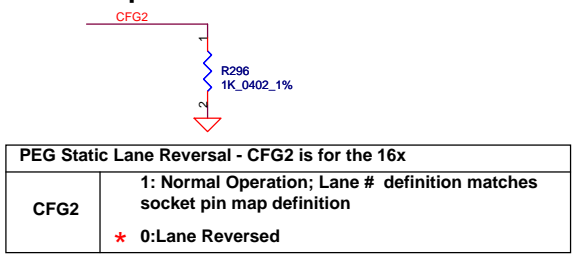 CFG2
1
R296
1K_0402_1%
2
PEG Static Lane Reversal - CFG2 is for the 16x
CFG2
1: Normal Operation; Lane # definition matches
socket pin map definition
* 0:Lane Reversed